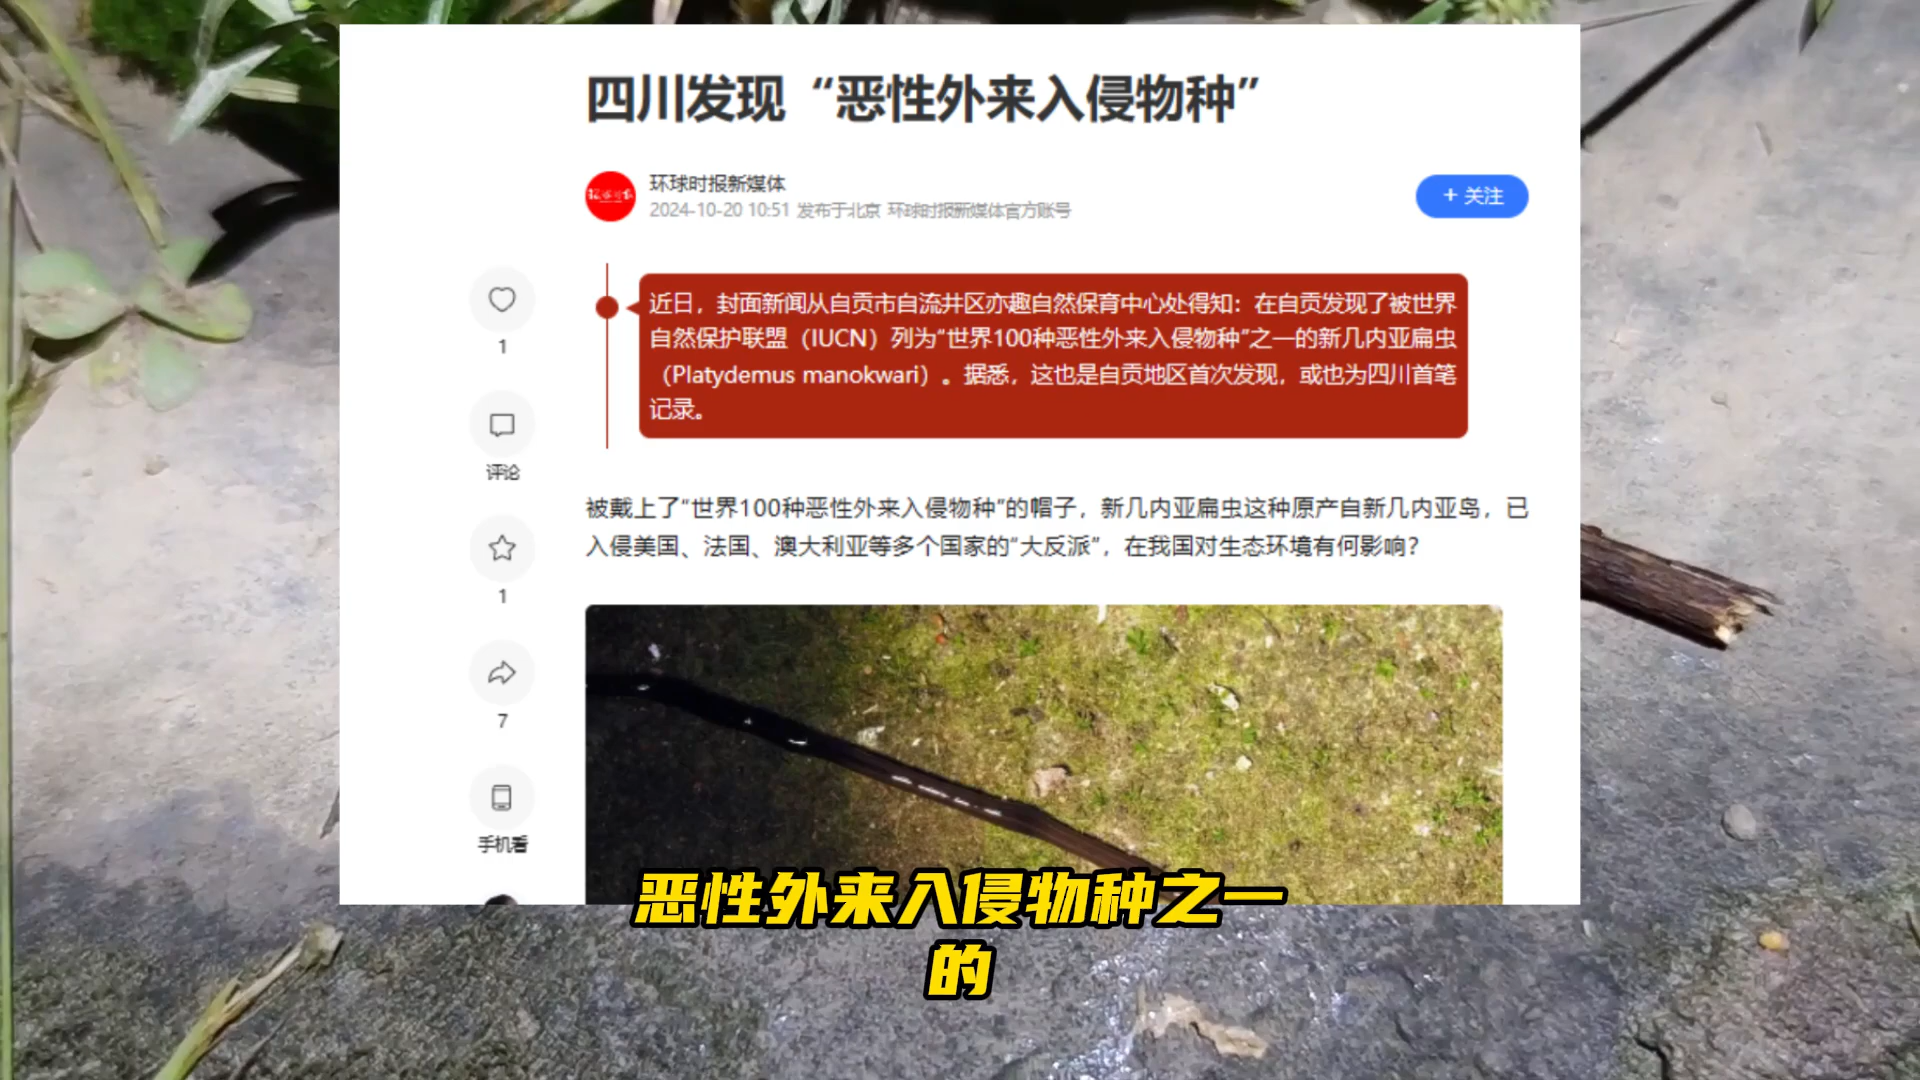 四川发现“恶性外来入侵物种”
环球时报新媒体
2024-10-20 10:51 发布于北京 环球时报新媒体官方账号
+ 关注
近日，封面新闻从自贡市自流井区亦趣自然保育中心处得知：在自贡发现了被世界
自然保护联盟（IUCN）列为“世界100种恶性外来入侵物种”之一的新几内亚扁虫
（Platydemus manokwari）。据悉，这也是自贡地区首次发现，或也为四川首笔
记录。
1
评论
1
7
手机看
被戴上了“世界100种恶性外来入侵物种”的帽子，新几内亚扁虫这种原产自新几内亚岛，已
入侵美国、法国、澳大利亚等多个国家的“大反派”，在我国对生态环境有何影响？
恶性外来入侵物种之一
的